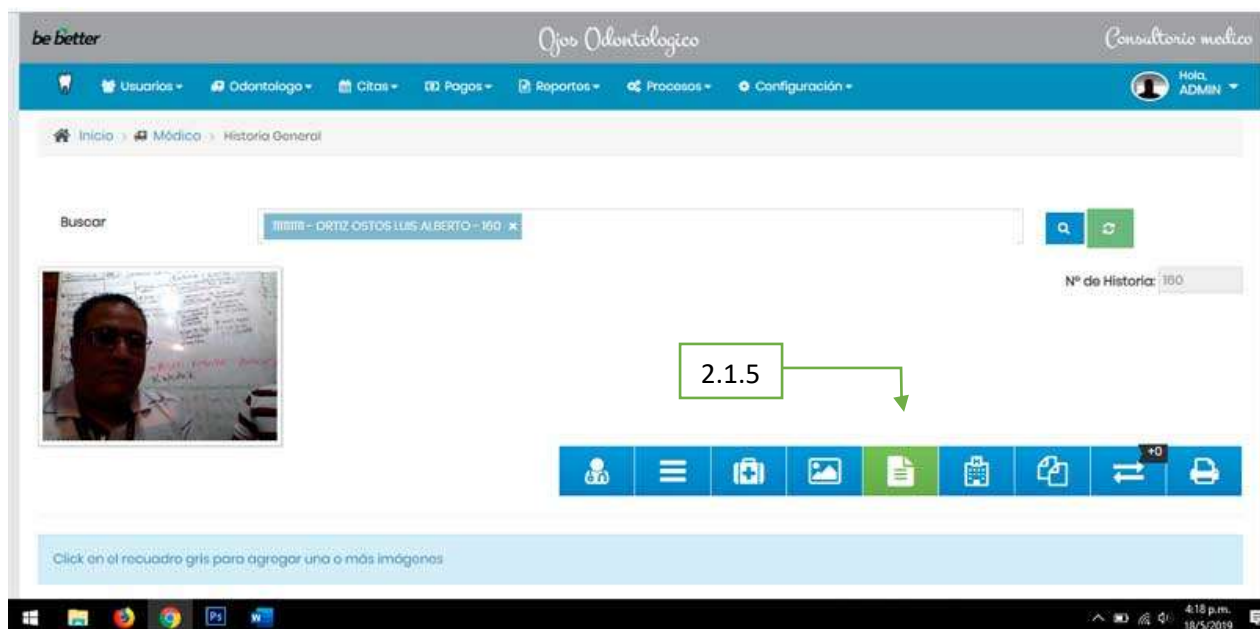 be better
Ojos Odontologico
Consultorio medico
Usuarios
Odontologo
Citas
Pagos
Reportes
Procesos
Configuración
Hola,
ADMIN
Inicio > Médico > Historia General
Buscar
- ORTIZ OSTOS LUIS ALBERTO - 160 ×
Nº de Historia: 160
2.1.5
+0
Click en el recuadro gris para agregar una o más imágenes
4:18 p.m.
18/5/2019